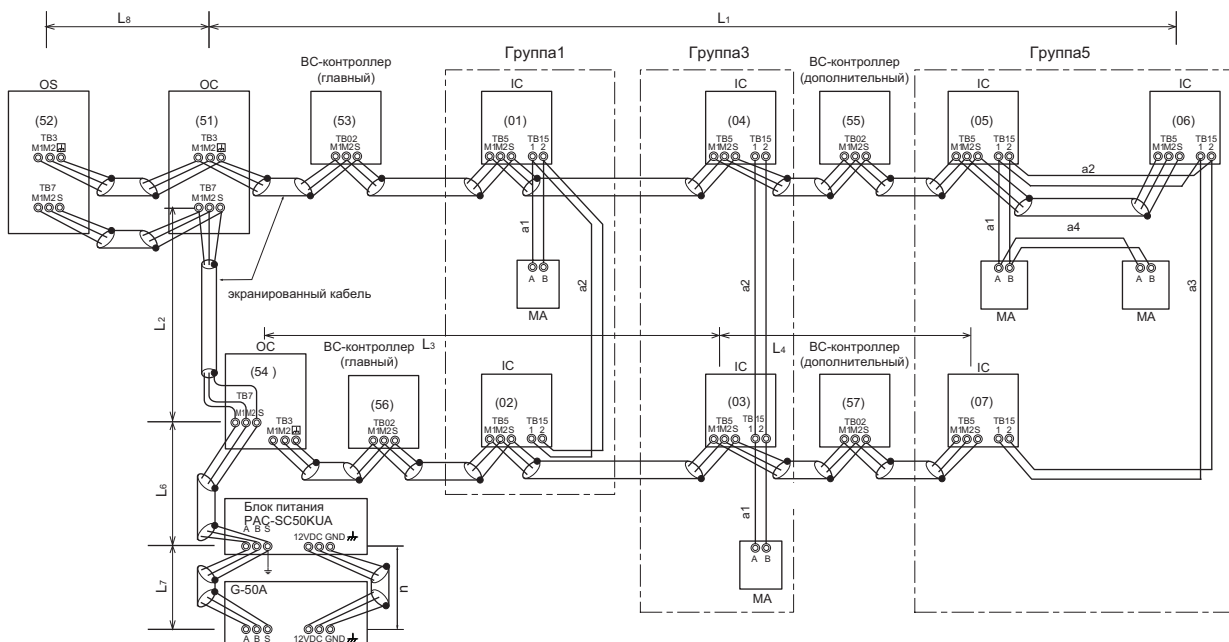 L8
L1
Группа1
Группа3
Группа5
BC-контроллер
(главный)
BC-контроллер
(дополнительный)
OS
OC
IC
IC
IC
IC
(52)
(51)
(53)
(01)
(04)
(55)
(05)
(06)
TB3
M1M2
TB3
M1M2
TB02
M1M2S
TB5
M1M2S
TB15
1 2
TB5
M1M2S
TB15
1 2
TB02
M1M2S
TB5
M1M2S
TB15
1 2
TB5
M1M2S
TB15
1 2
TB7
M1M2 S
TB7
M1M2 S
a2
a1
a2
a2
a1
a4
a3
A B
MA
A B
MA
A B
MA
экранированный кабель
L2
L3
L4
OC
BC-контроллер
(главный)
IC
IC
BC-контроллер
(дополнительный)
IC
(54 )
(56)
(02)
(03)
(57)
(07)
TB7
M1M2 S
TB3
M1M2
TB02
M1M2S
TB5
M1M2S
TB15
1 2
TB5
M1M2S
TB 15
1 2
TB02
M1M2S
TB5
M1M2S
TB15
1 2
L6
Блок питания
PAC-SC50KUA
A B S
12VDC GND
a1
A B
MA
L7
n
G-50A
A B S
12VDC GND